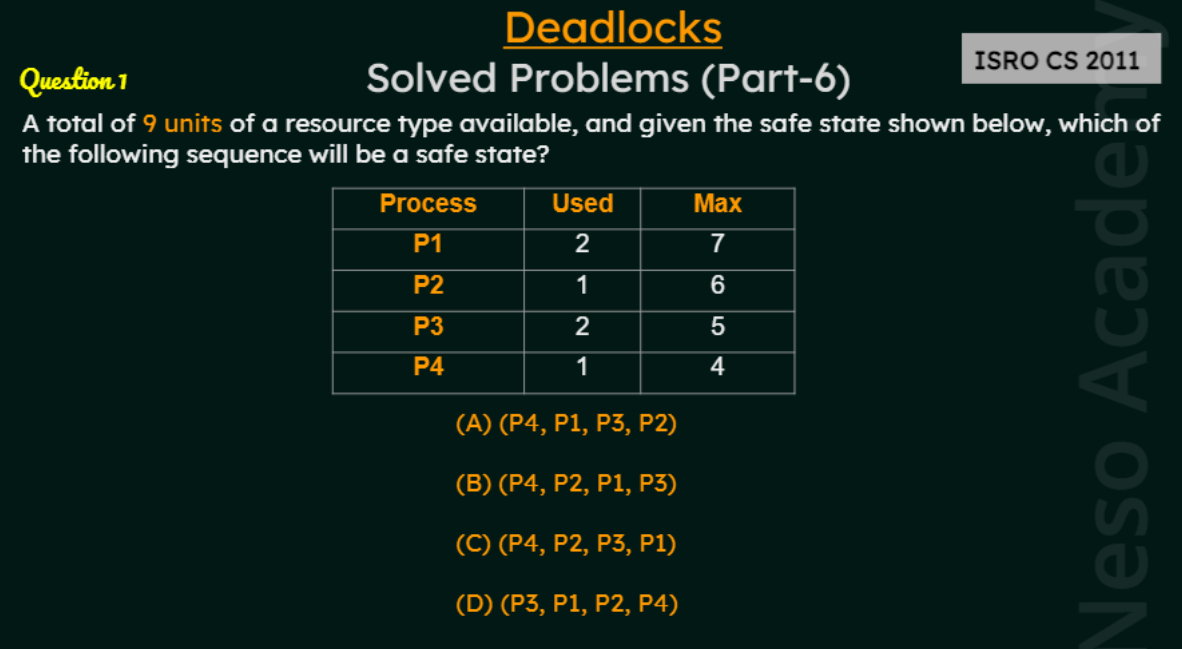 Deadlocks
Question 1
Solved Problems (Part-6)
ISRO CS 2011
A total of 9 units of a resource type available, and given the safe state shown below, which of
the following sequence will be a safe state?
Process Used Max
P1 2 7
P2 1 6
P3 2 5
P4 1 4
(A) (P4, P1, P3, P2)
(B) (P4, P2, P1, P3)
(C) (P4, P2, P3, P1)
(D) (P3, P1, P2, P4)
Neso Academy